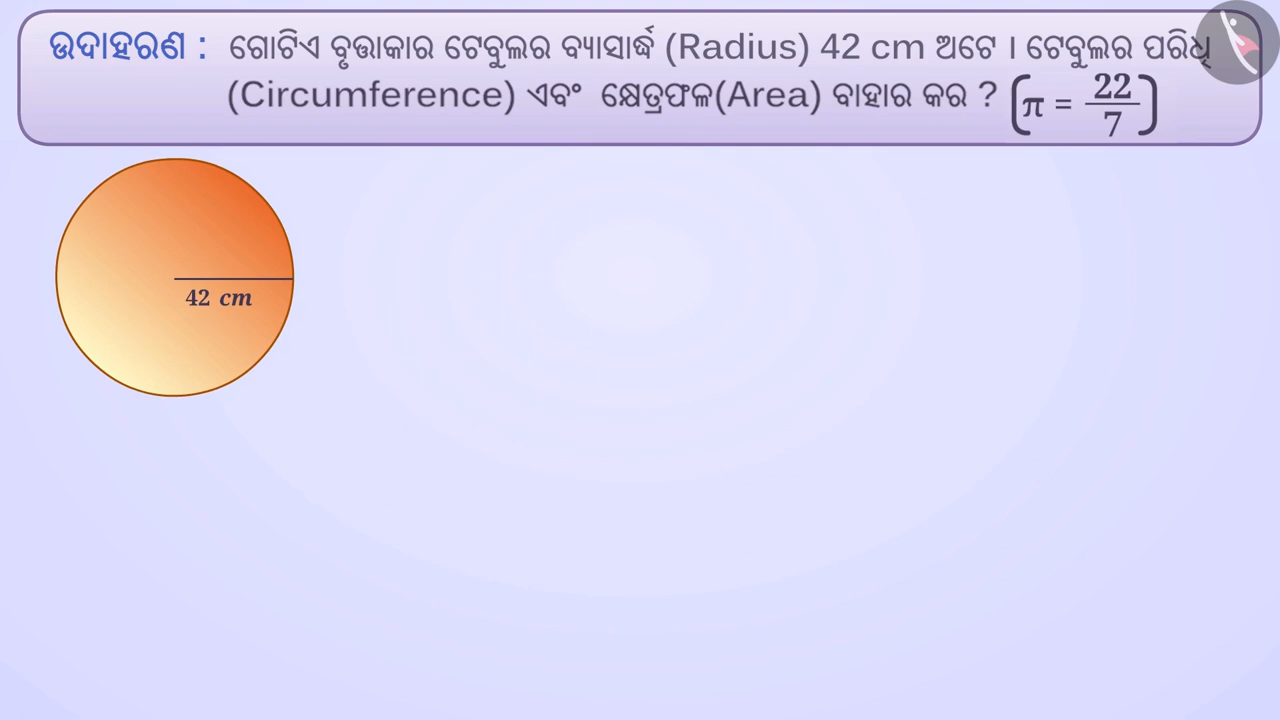 ଉଦାହରଣ : ଗୋଟିଏ ବୃତ୍ତାକାର ଟେବୁଲର ବ୍ୟାସାର୍ଦ୍ଧ (Radius) 42 cm ଅଟେ । ଟେବୁଲର ପରିଧି
(Circumference) ଏବଂ କ୍ଷେତ୍ରଫଳ(Area) ବାହାର କର ? (π = 22/7)
42 cm